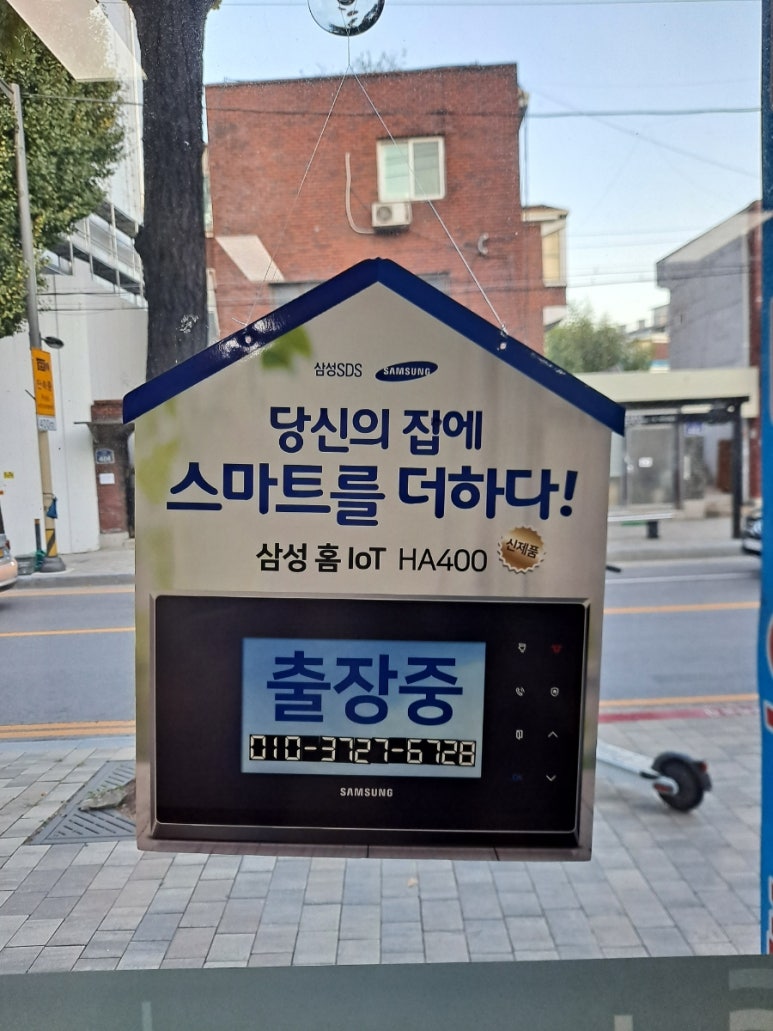 삼성SDS SAMSUNG
당신의 집에
스마트를 더하다!
삼성 홈 IoT HA400 신제품
출장중
010-3727-6728
OK
SAMSUNG